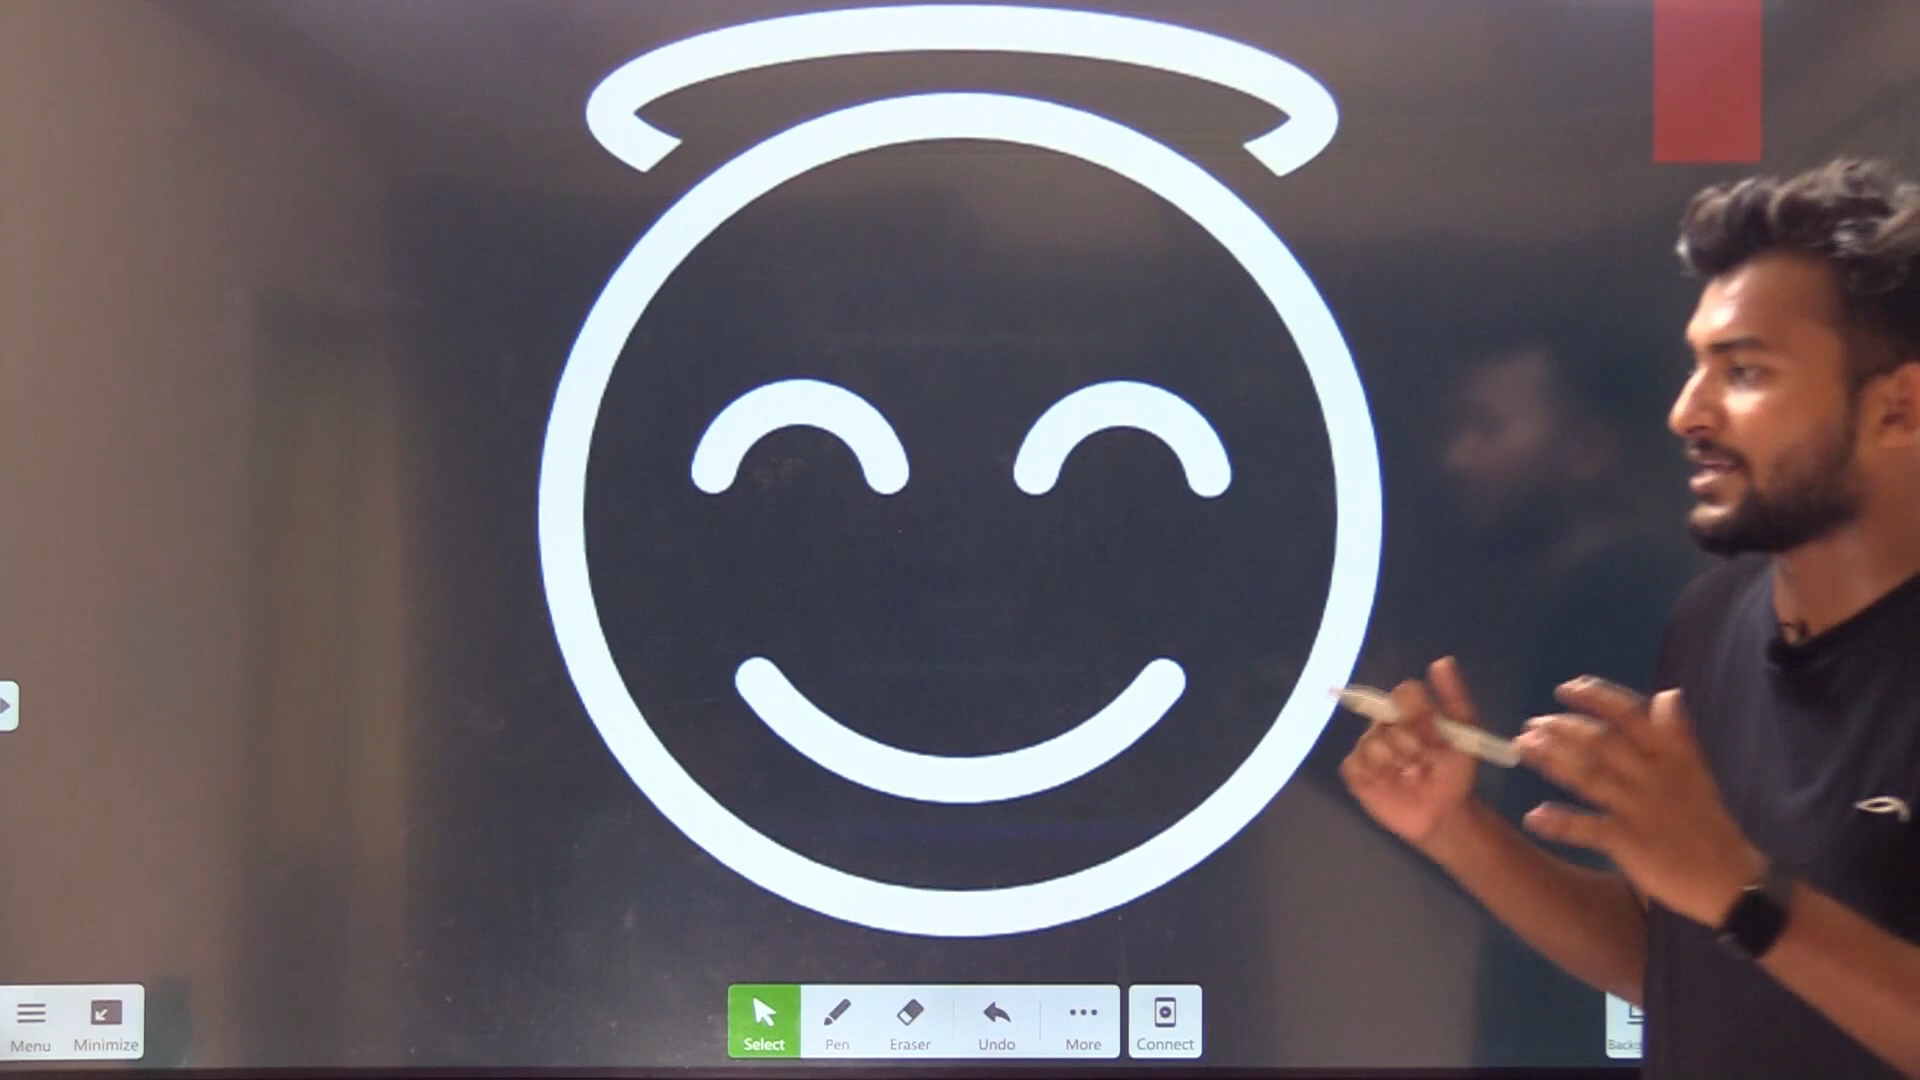 Menu
Minimize
Select
Pen
Eraser
Undo
More
Connect